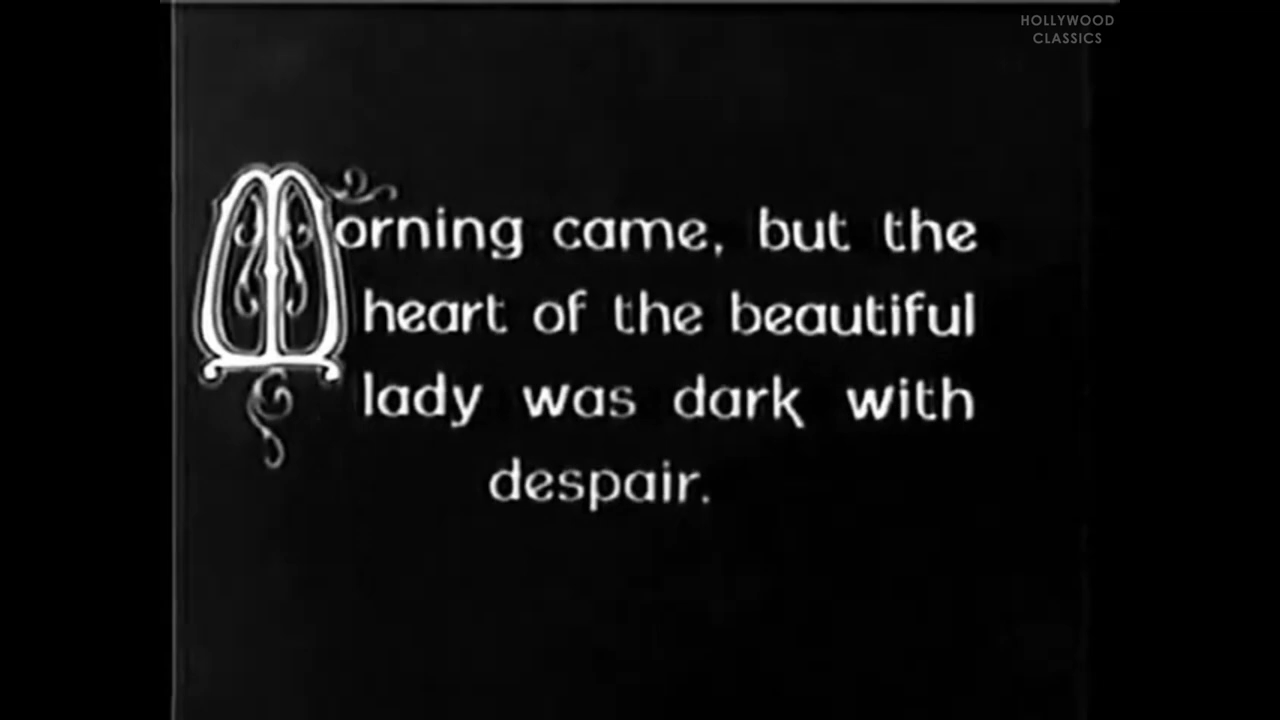 HOLLYWOOD
CLASSICS
Morning came, but the
heart of the beautiful
lady was dark with
despair.